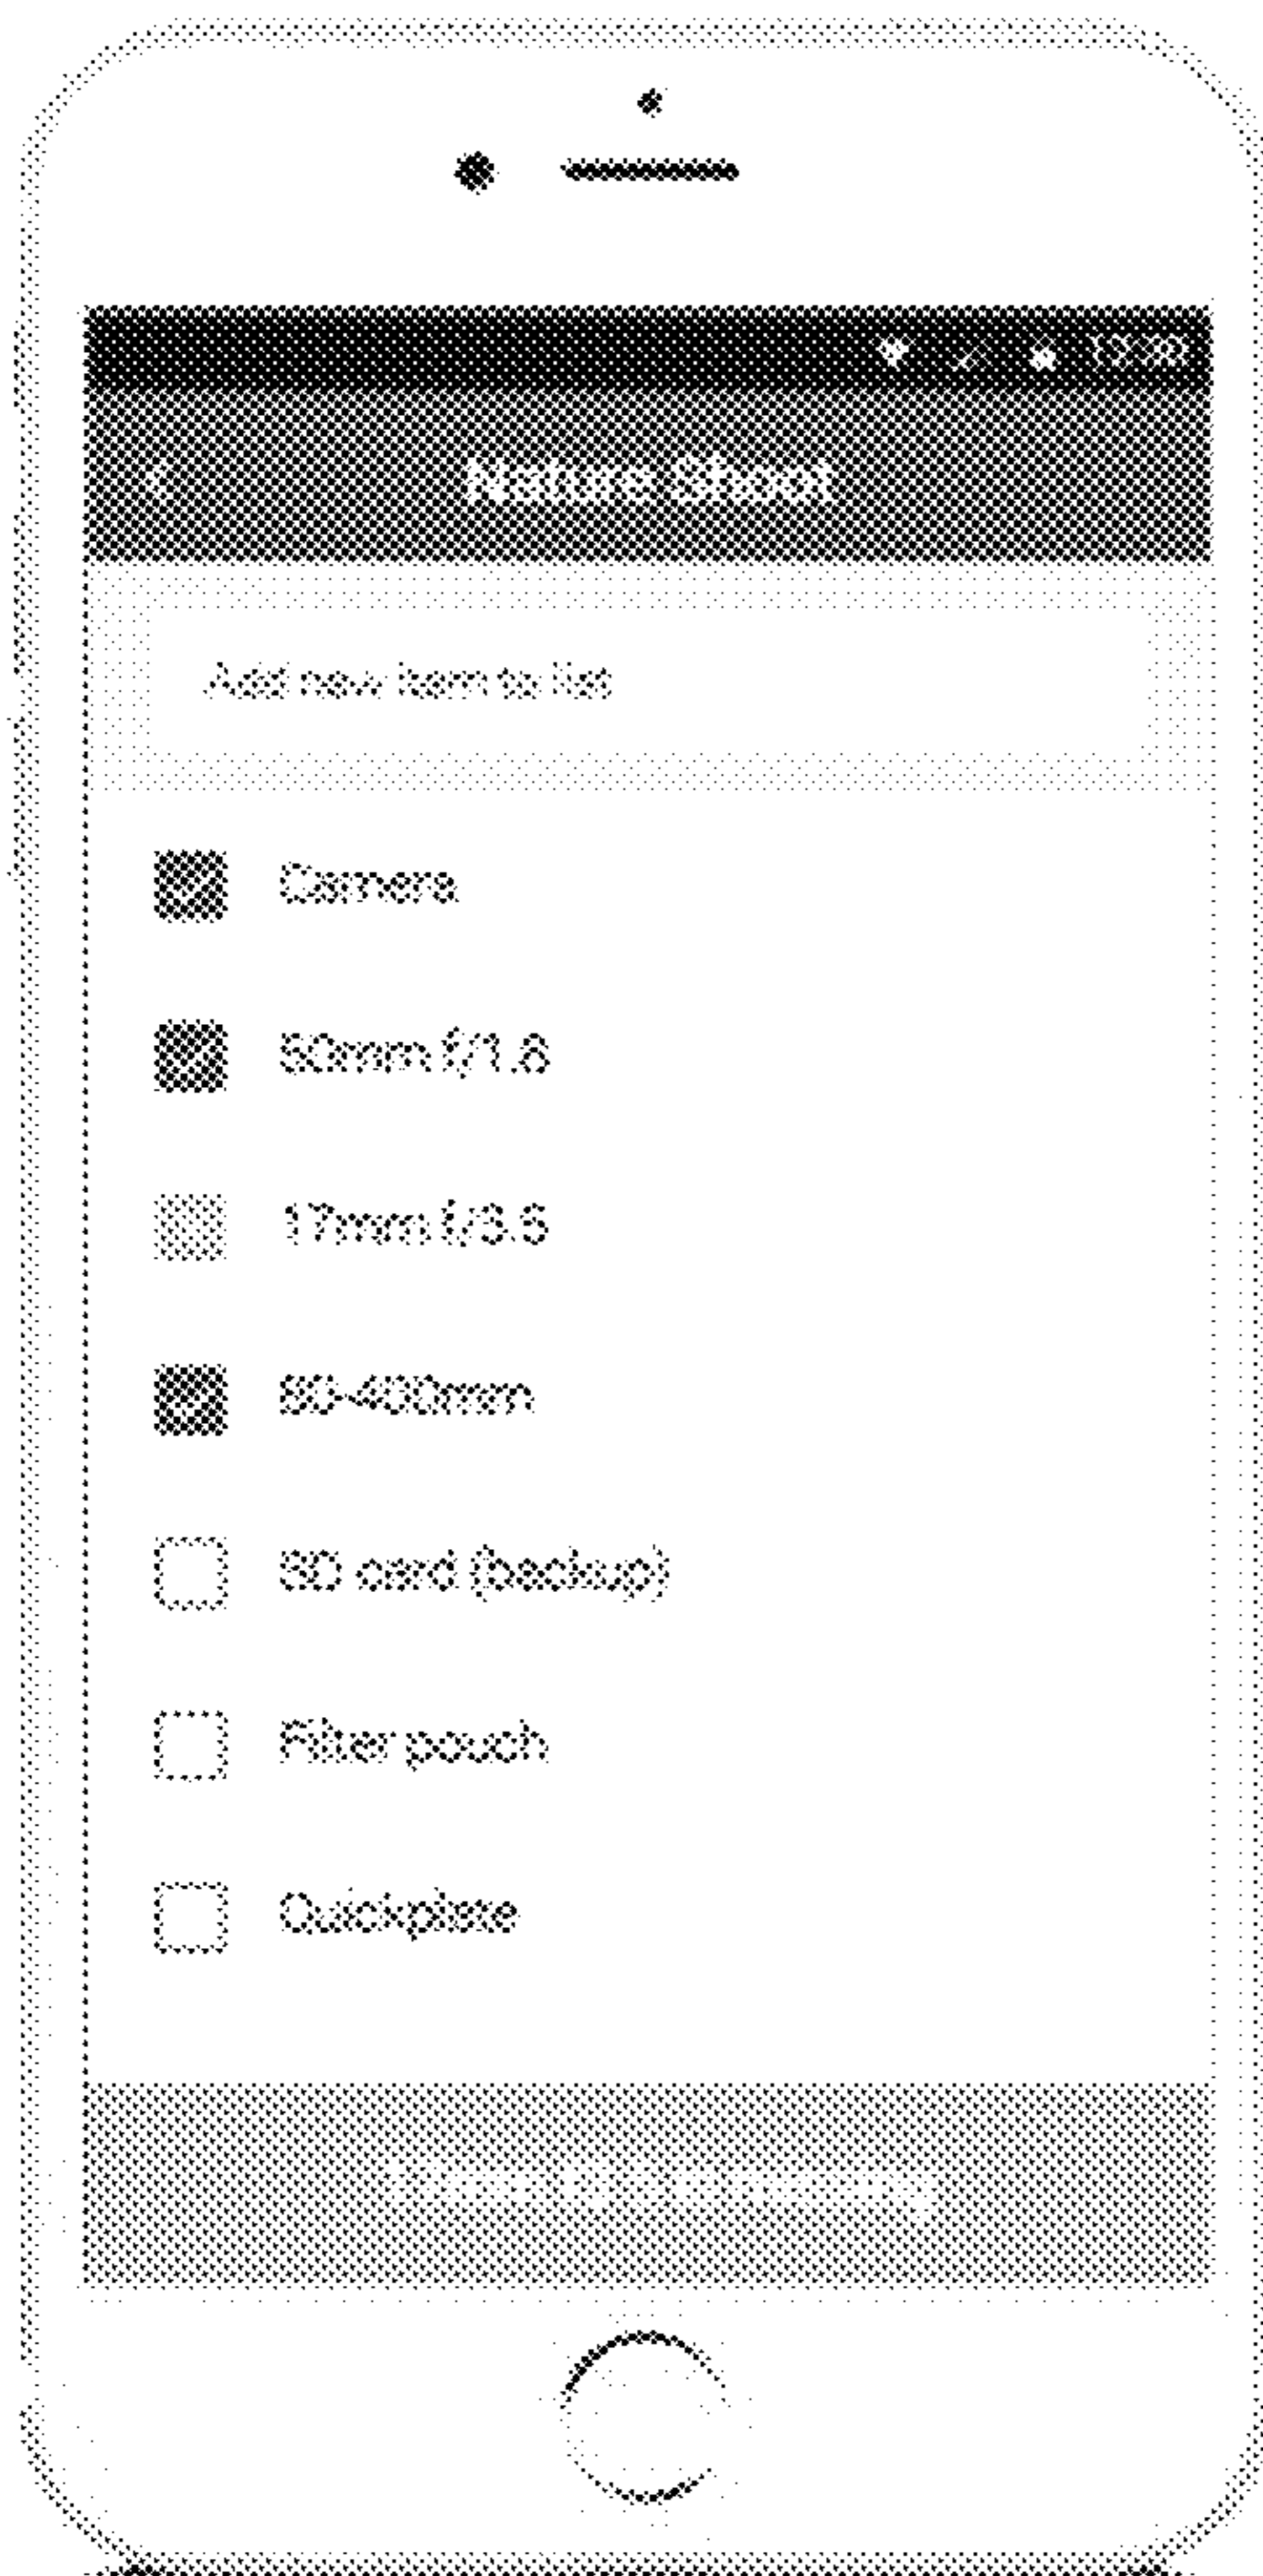 Nature Shoot
Add new item to list
Camera
50mm f/1.8
17mm f/3.5
80-400mm
SD card (backup)
Filter pouch
Quickplate